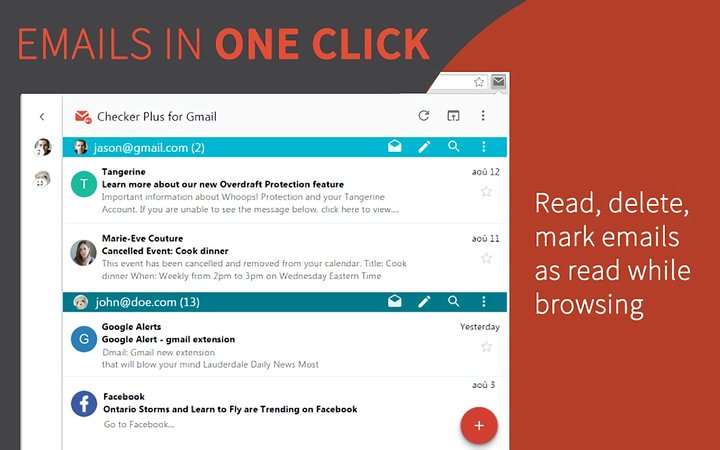 EMAILS IN ONE CLICK
Checker Plus for Gmail
jason@gmail.com (2)
Tangerine
aoû 12
Learn more about our new Overdraft Protection feature
Important information about Whoops! Protection and your Tangerine
Account. If you are unable to see the message below, click here to view....
Marie-Eve Couture
aoû 11
Cancelled Event: Cook dinner
This event has been cancelled and removed from your calendar. Title: Cook
dinner When: Weekly from 2pm to 3pm on Wednesday Eastern Time
john@doe.com (13)
Google Alerts
Yesterday
Google Alert - gmail extension
Dmail: Gmail new extension
that will blow your mind Lauderdale Daily News Most
aoû 3
Facebook
Ontario Storms and Learn to Fly are Trending on Facebook
Go to Facebook...
T
G
Read, delete,
mark emails
as read while
browsing